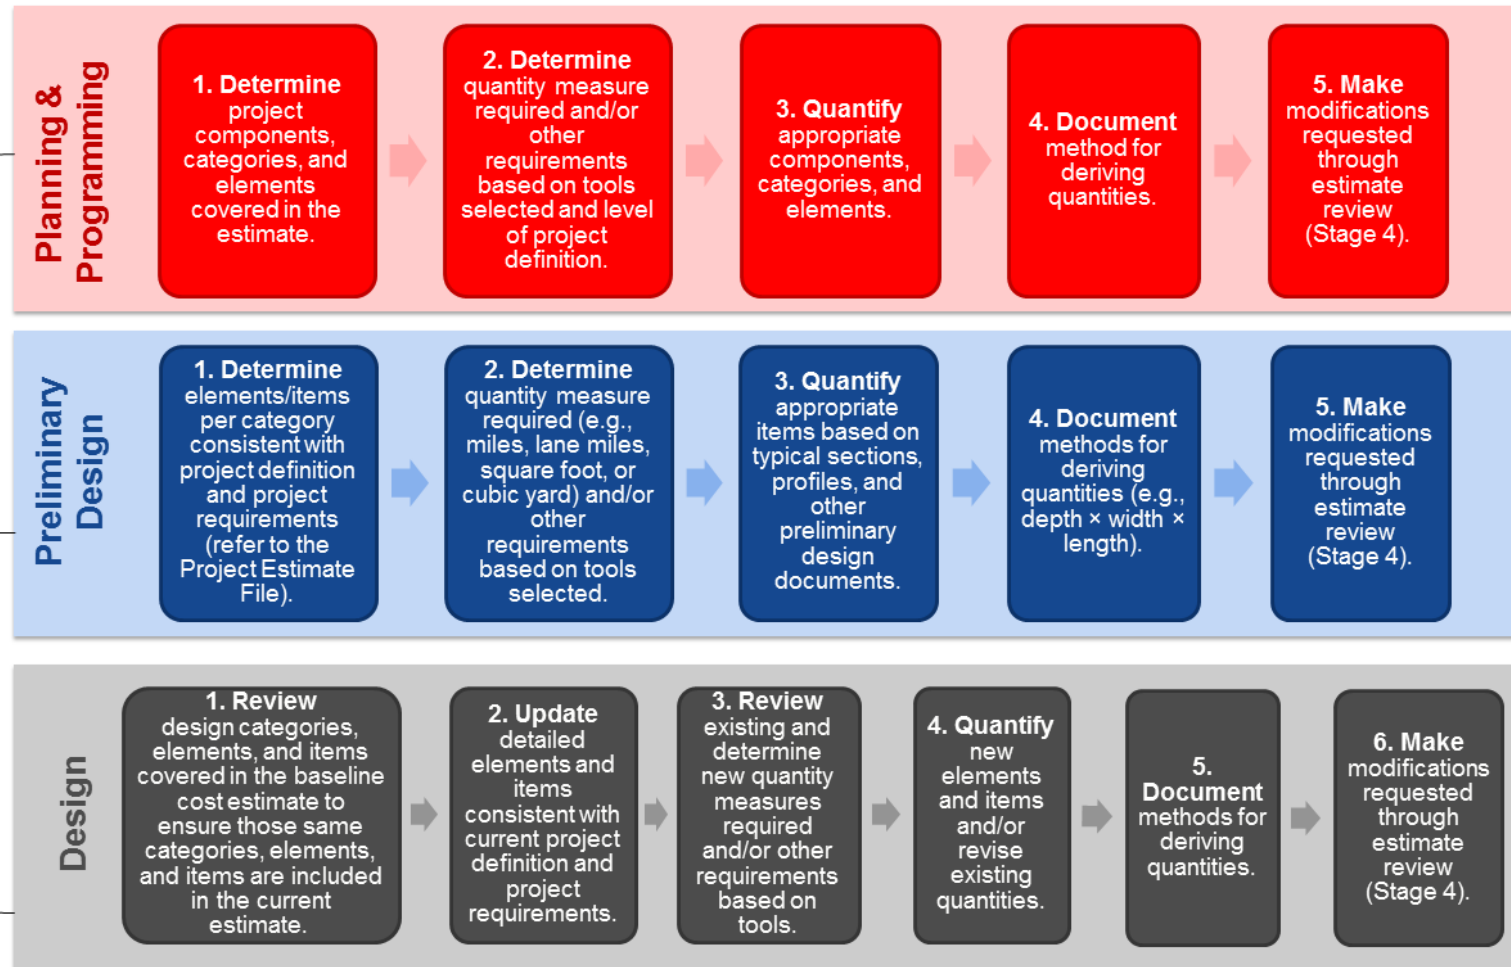 Planning &
Programming
1. Determine
project
components,
categories, and
elements
covered in the
estimate.
2. Determine
quantity measure
required and/or
other
requirements
based on tools
selected and level
of project
definition.
3. Quantify
appropriate
components,
categories, and
elements.
4. Document
method for
deriving
quantities.
5. Make
modifications
requested
through
estimate
review
(Stage 4).
Preliminary
Design
1. Determine
elements/items
per category
consistent with
project definition
and project
requirements
(refer to the
Project Estimate
File).
2. Determine
quantity measure
required (e.g.,
miles, lane miles,
square foot, or
cubic yard) and/or
other
requirements
based on tools
selected.
3. Quantify
appropriate
items based on
typical sections,
profiles, and
other
preliminary
design
documents.
4. Document
methods for
deriving
quantities (e.g.,
depth × width ×
length).
5. Make
modifications
requested
through
estimate
review
(Stage 4).
Design
1. Review
design categories,
elements, and items
covered in the baseline
cost estimate to
ensure those same
categories, elements,
and items are included
in the current
estimate.
2. Update
detailed
elements and
items
consistent with
current project
definition and
project
requirements.
3. Review
existing and
determine
new quantity
measures
required
and/or other
requirements
based on
tools.
4. Quantify
new
elements
and items
and/or
revise
existing
quantities.
5.
Document
methods for
deriving
quantities.
6. Make
modifications
requested
through
estimate
review
(Stage 4).